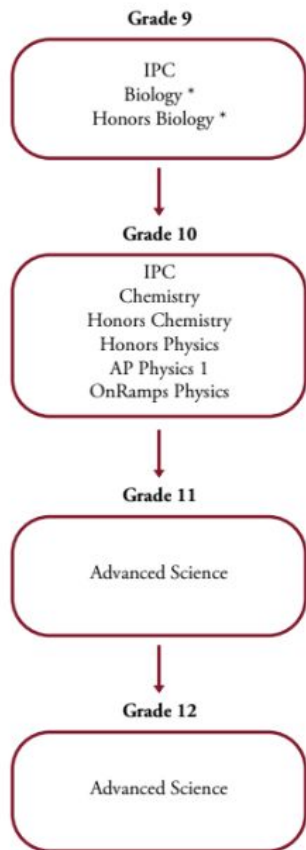 Grade 9
IPC
Biology *
Honors Biology *
Grade 10
IPC
Chemistry
Honors Chemistry
Honors Physics
AP Physics 1
OnRamps Physics
Grade 11
Advanced Science
Grade 12
Advanced Science